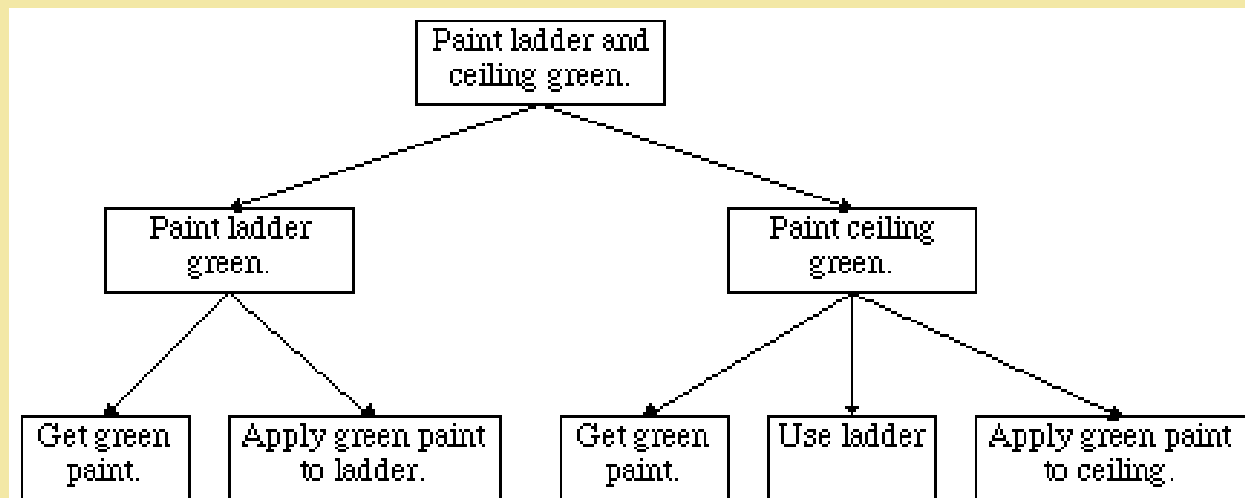 Paint ladder and
ceiling green.
Paint ladder
green.
Paint ceiling
green.
Get green
paint.
Apply green paint
to ladder.
Get green
paint.
Use ladder
Apply green paint
to ceiling.